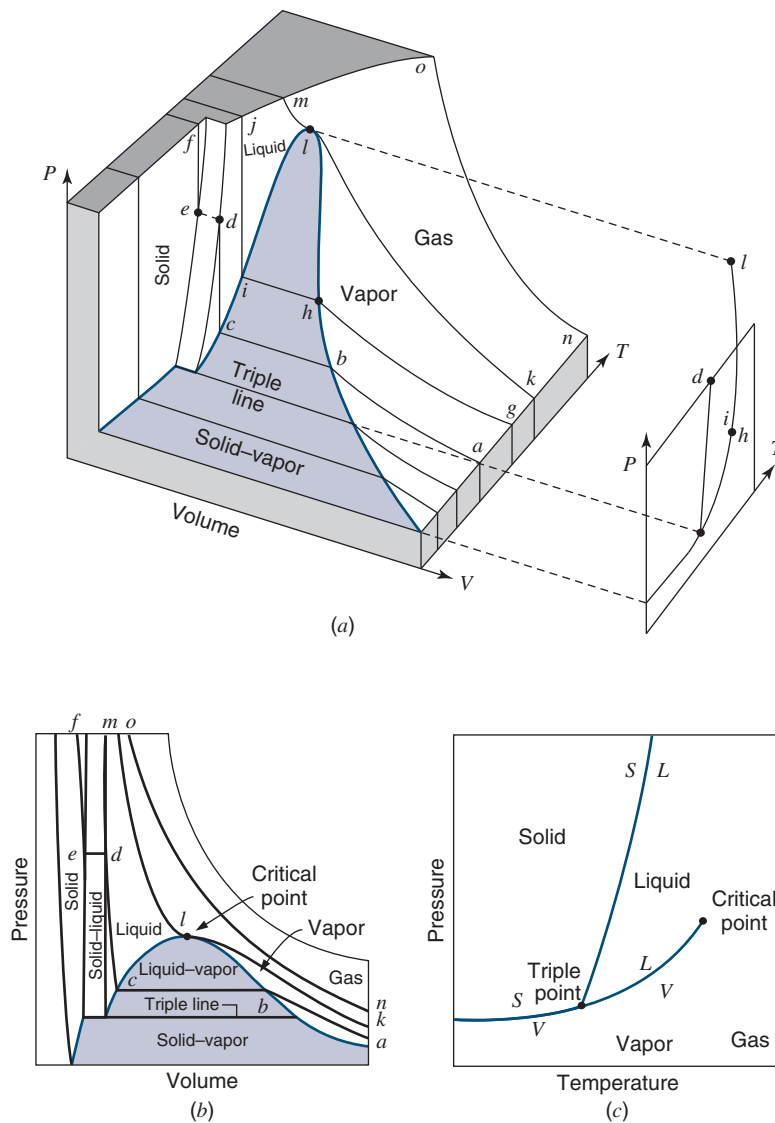 o
m
j
f
Liquid
l
P
e
d
Solid
Gas
l
Vapor
i
h
c
b
n
T
Triple
line
k
d
g
i
h
Solid–vapor
a
P
T
Volume
V
(a)
f m o
S L
Solid
e d
Critical
point
Solid
Solid–liquid
Pressure
Liquid
l
Vapor
Liquid–vapor
c
Gas
Triple line
b
n
k
a
Solid–vapor
Volume
(b)
Pressure
Liquid
Critical
point
Triple
point
L
V
S
V
Vapor
Gas
Temperature
(c)